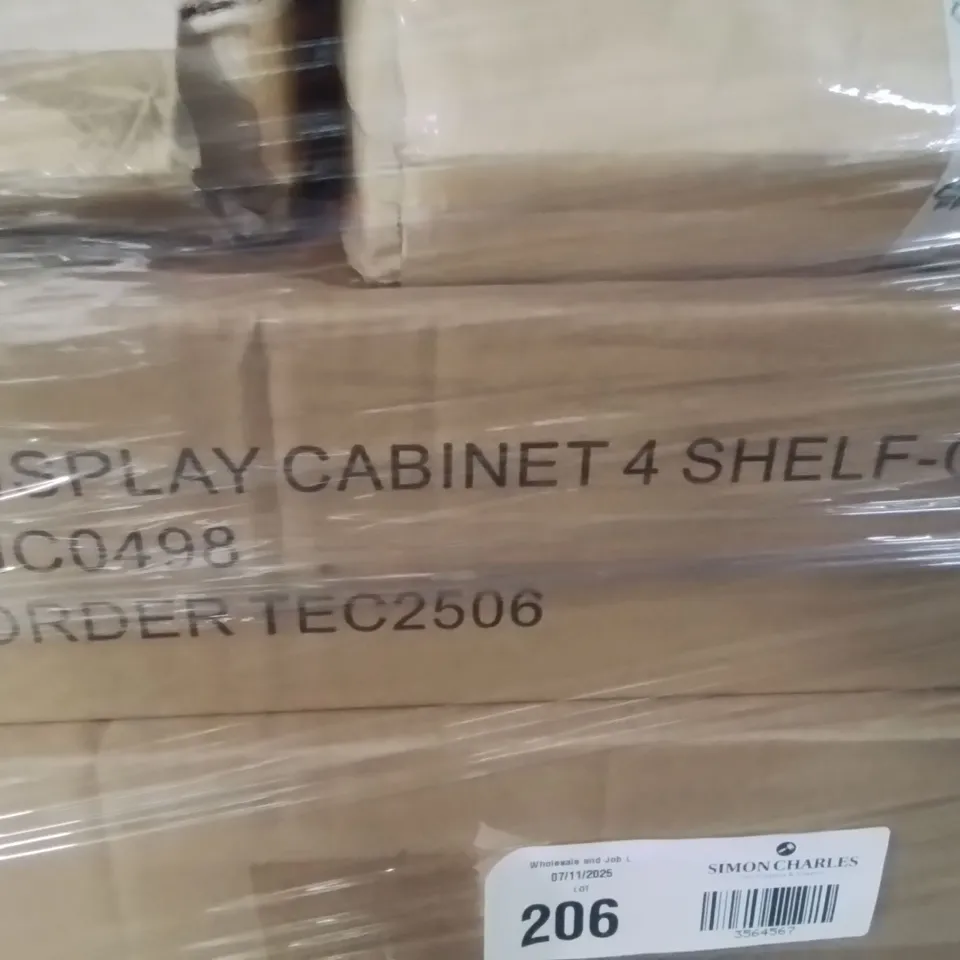 ISPLAY CABINET 4 SHELF-
C0498
ORDER TEC2506
Wholesale and Job L
07/11/2025
Lot
206
SIMON CHARLES
3564567